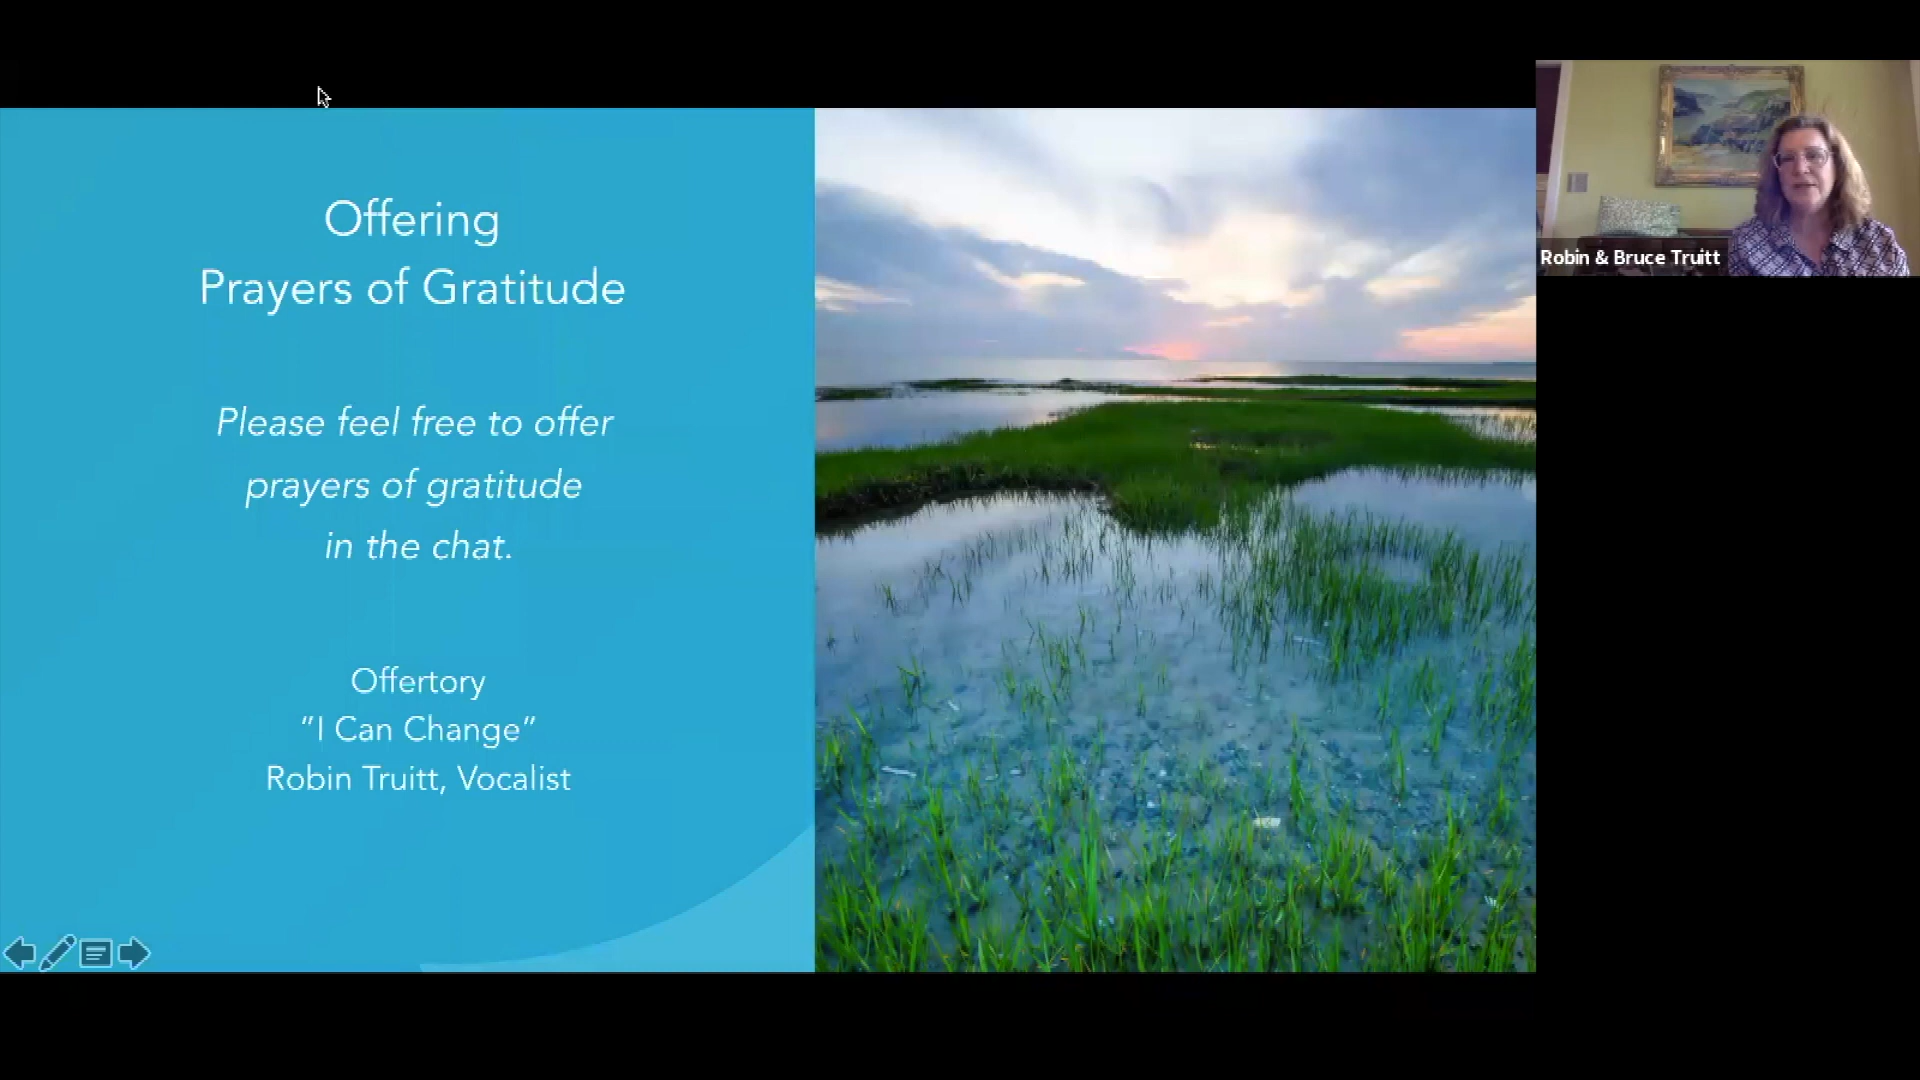 Offering
Prayers of Gratitude
Please feel free to offer
prayers of gratitude
in the chat.
Offertory
"I Can Change"
Robin Truitt, Vocalist
Robin & Bruce Truitt